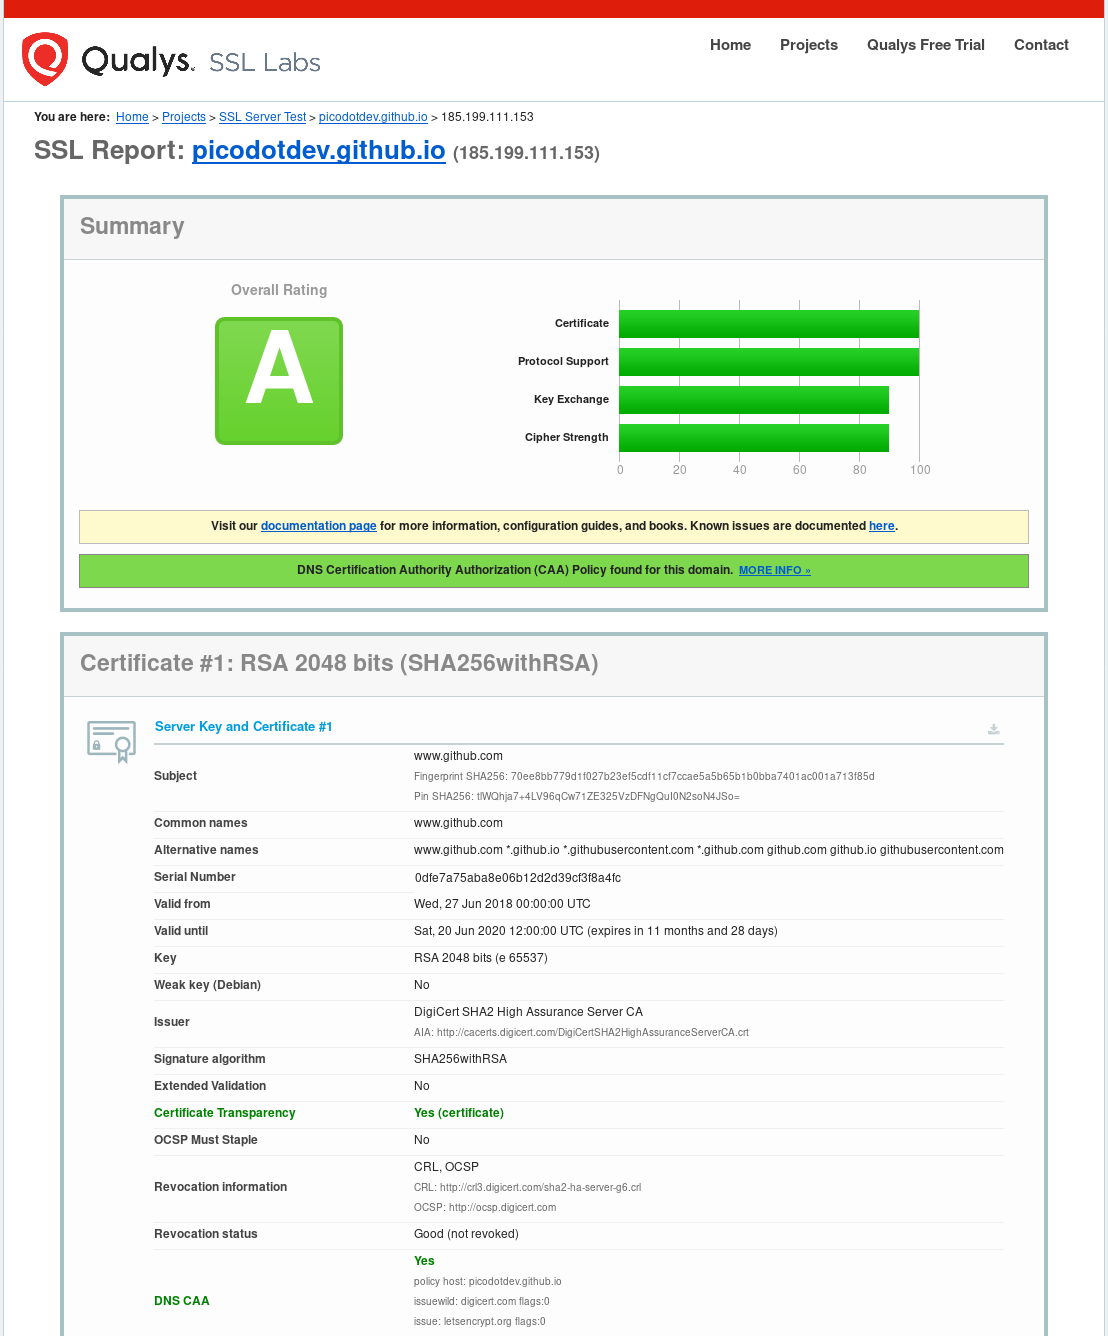 Qualys. SSL Labs
Home Projects Qualys Free Trial Contact
You are here: Home > Projects > SSL Server Test > picodotdev.github.io > 185.199.111.153
SSL Report: picodotdev.github.io (185.199.111.153)
Summary
Overall Rating
A
Certificate
Protocol Support
Key Exchange
Cipher Strength
0 20 40 60 80 100
Visit our documentation page for more information, configuration guides, and books. Known issues are documented here.
DNS Certification Authority Authorization (CAA) Policy found for this domain. MORE INFO »
Certificate #1: RSA 2048 bits (SHA256withRSA)
Server Key and Certificate #1
Subject
www.github.com
Fingerprint SHA256: 70ee8bb779d1f027b23ef5cdf11cf7ccae5a5b65b1b0bba7401ac001a713f85d
Pin SHA256: tlWQhja7+4LV96qCw71ZE325VzDFNgQuI0N2soN4JSo=
Common names www.github.com
Alternative names www.github.com *.github.io *.githubusercontent.com *.github.com github.com github.io githubusercontent.com
Serial Number 0dfe7a75aba8e06b12d2d39cf3f8a4fc
Valid from Wed, 27 Jun 2018 00:00:00 UTC
Valid until Sat, 20 Jun 2020 12:00:00 UTC (expires in 11 months and 28 days)
Key RSA 2048 bits (e 65537)
Weak key (Debian) No
Issuer
DigiCert SHA2 High Assurance Server CA
AIA: http://cacerts.digicert.com/DigiCertSHA2HighAssuranceServerCA.crt
Signature algorithm SHA256withRSA
Extended Validation No
Certificate Transparency Yes (certificate)
OCSP Must Staple No
Revocation information
CRL, OCSP
CRL: http://crl3.digicert.com/sha2-ha-server-g6.crl
OCSP: http://ocsp.digicert.com
Revocation status Good (not revoked)
DNS CAA
Yes
policy host: picodotdev.github.io
issuewild: digicert.com flags:0
issue: letsencrypt.org flags:0